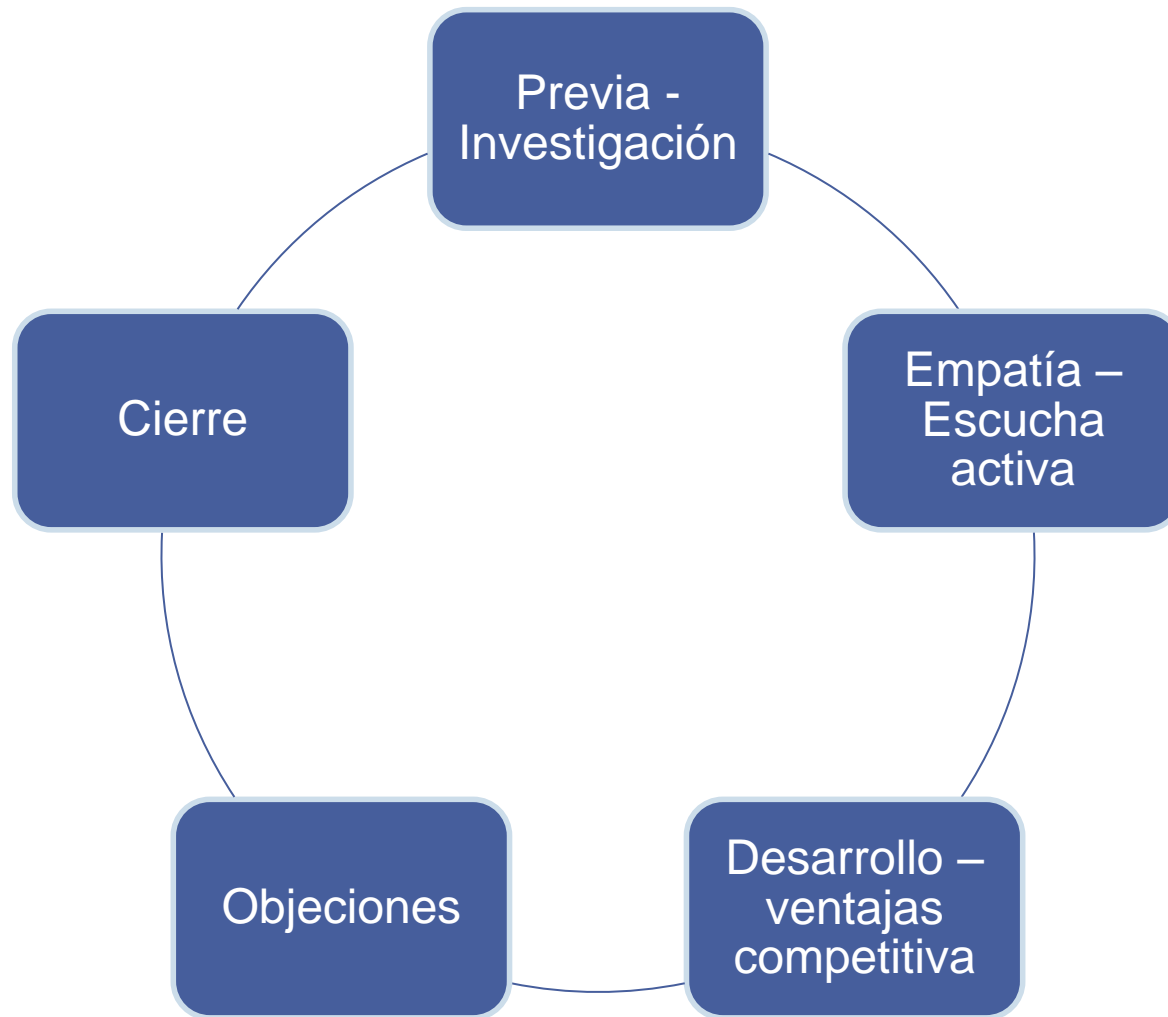 Previa -
Investigación
Empatía –
Escucha
activa
Desarrollo –
ventajas
competitiva
Objeciones
Cierre